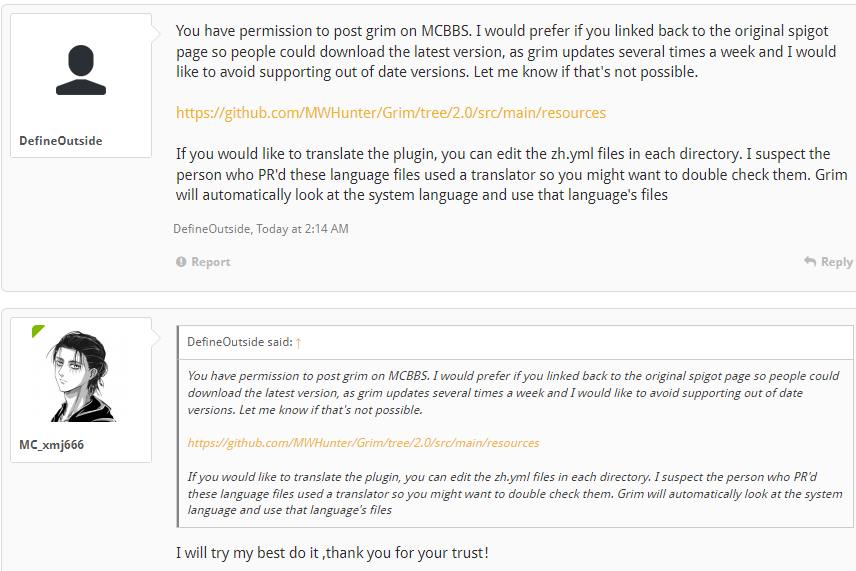 You have permission to post grim on MCBBS. I would prefer if you linked back to the original spigot
page so people could download the latest version, as grim updates several times a week and I would
like to avoid supporting out of date versions. Let me know if that's not possible.
https://github.com/MWHunter/Grim/tree/2.0/src/main/resources
DefineOutside
If you would like to translate the plugin, you can edit the zh.yml files in each directory. I suspect the
person who PR'd these language files used a translator so you might want to double check them. Grim
will automatically look at the system language and use that language's files
DefineOutside, Today at 2:14 AM
Report
Reply
DefineOutside said: ↑
You have permission to post grim on MCBBS. I would prefer if you linked back to the original spigot page so people could
download the latest version, as grim updates several times a week and I would like to avoid supporting out of date
versions. Let me know if that's not possible.
https://github.com/MWHunter/Grim/tree/2.0/src/main/resources
MC_xmj666
If you would like to translate the plugin, you can edit the zh.yml files in each directory. I suspect the person who PR'd
these language files used a translator so you might want to double check them. Grim will automatically look at the system
language and use that language's files
I will try my best do it ,thank you for your trust!